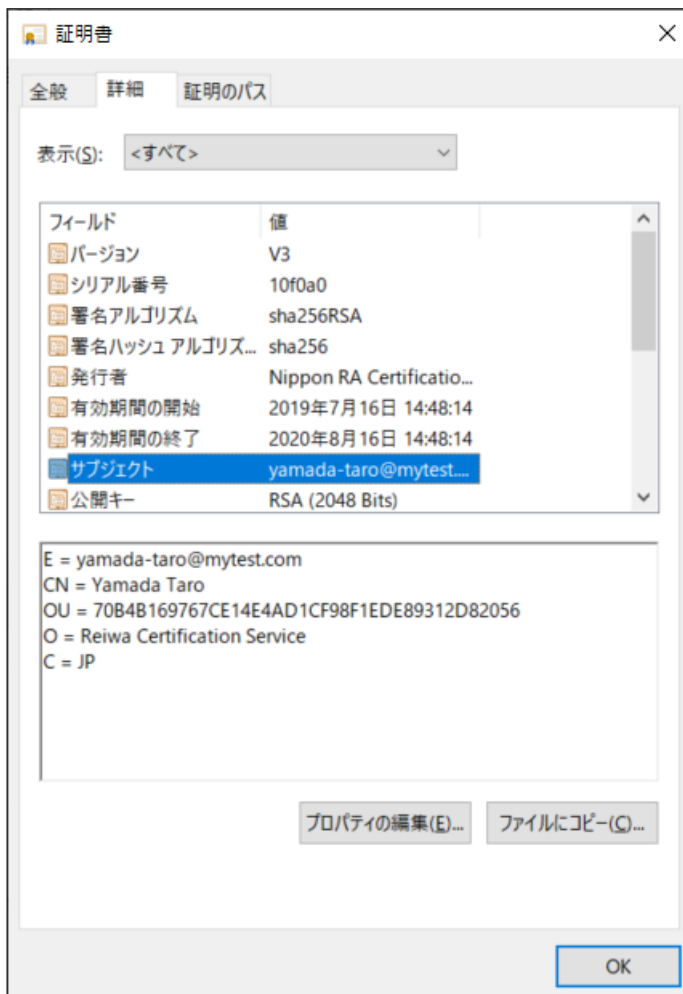 証明書
全般 詳細 証明のパス
表示(S): <すべて>
フィールド 値
バージョン V3
シリアル番号 10f0a0
署名アルゴリズム sha256RSA
署名ハッシュ アルゴリズ... sha256
発行者 Nippon RA Certificatio...
有効期間の開始 2019年7月16日 14:48:14
有効期間の終了 2020年8月16日 14:48:14
サブジェクト yamada-taro@mytest....
公開キー RSA (2048 Bits)
E = yamada-taro@mytest.com
CN = Yamada Taro
OU = 70B4B169767CE14E4AD1CF98F1EDE89312D82056
O = Reiwa Certification Service
C = JP
プロパティの編集(E)... ファイルにコピー(C)...
OK